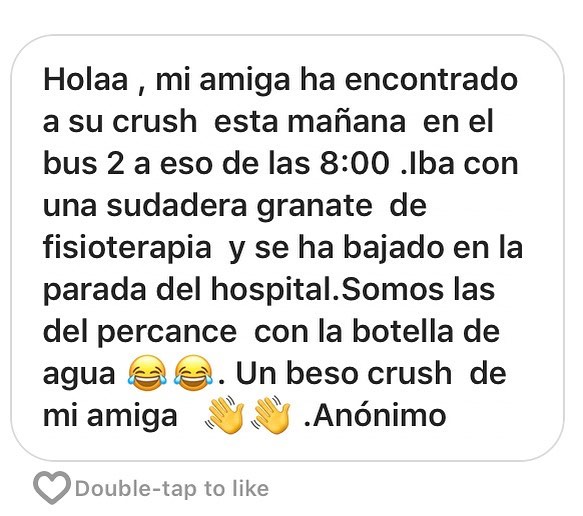 Holaa , mi amiga ha encontrado
a su crush  esta mañana  en el
bus 2 a eso de las 8:00 .Iba con
una sudadera granate  de
fisioterapia  y se ha bajado en la
parada del hospital.Somos las
del percance  con la botella de
agua 😂😂. Un beso crush  de
mi amiga   👋👋 .Anónimo
Double-tap to like